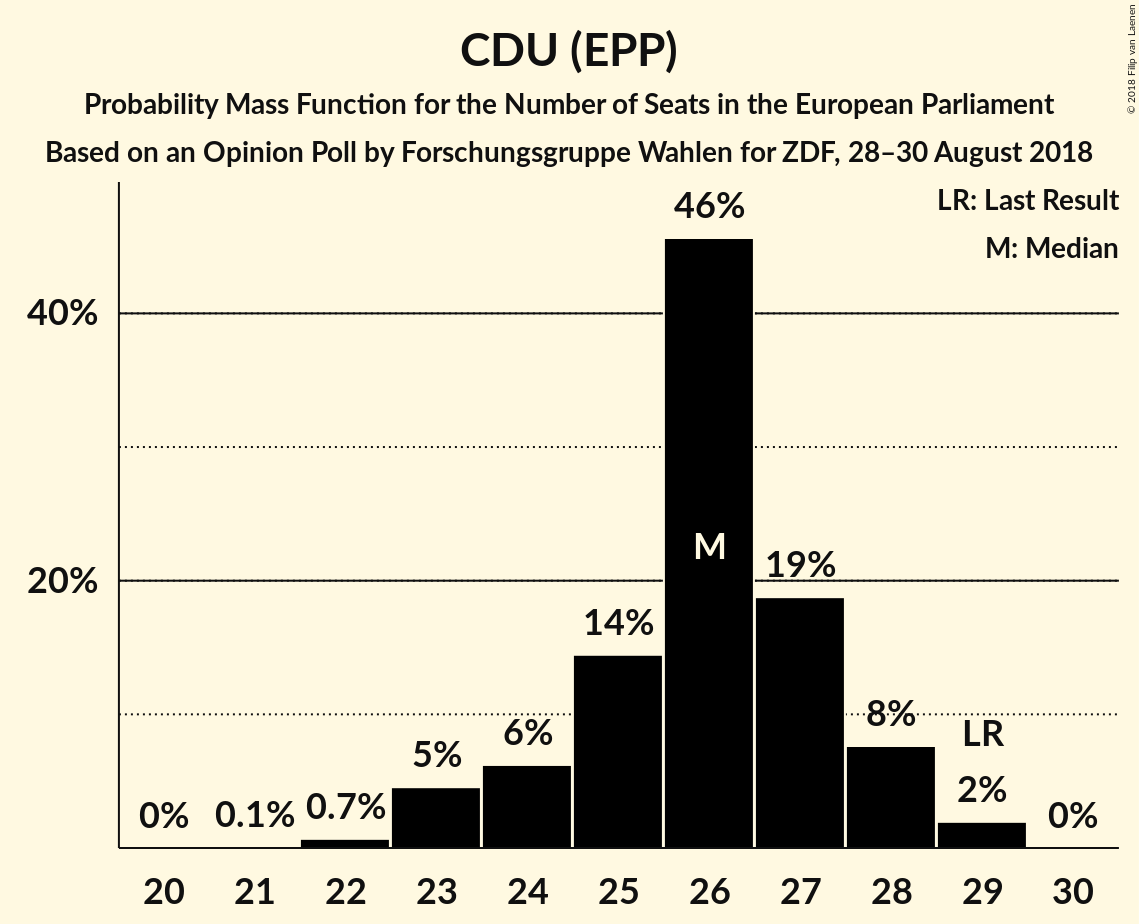 CDU (EPP)
Probability Mass Function for the Number of Seats in the European Parliament
Based on an Opinion Poll by Forschungsgruppe Wahlen for ZDF, 28–30 August 2018
© 2018 Filip van Laenen
LR: Last Result
M: Median
46%
40%
M
19%
20%
14%
8%
LR
6%
5%
2%
0%
0.1%
0.7%
0%
20 21 22 23 24 25 26 27 28 29 30